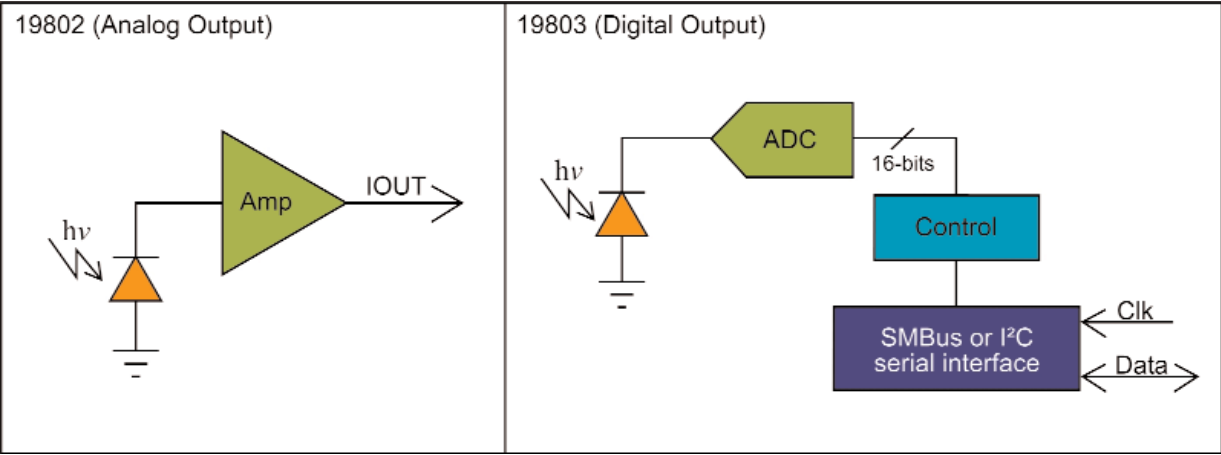 19802 (Analog Output)
hν
Amp
IOUT
19803 (Digital Output)
hν
ADC
16-bits
Control
SMBus or I²C
serial interface
Clk
Data